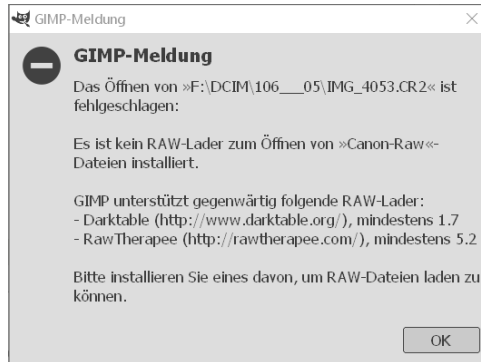 GIMP-Meldung
GIMP-Meldung
Das Öffnen von »F:\DCIM\106___05\IMG_4053.CR2« ist
fehlgeschlagen:
Es ist kein RAW-Lader zum Öffnen von »Canon-Raw«-
Dateien installiert.
GIMP unterstützt gegenwärtig folgende RAW-Lader:
- Darktable (http://www.darktable.org/), mindestens 1.7
- RawTherapee (http://rawtherapee.com/), mindestens 5.2
Bitte installieren Sie eines davon, um RAW-Dateien laden zu
können.
OK